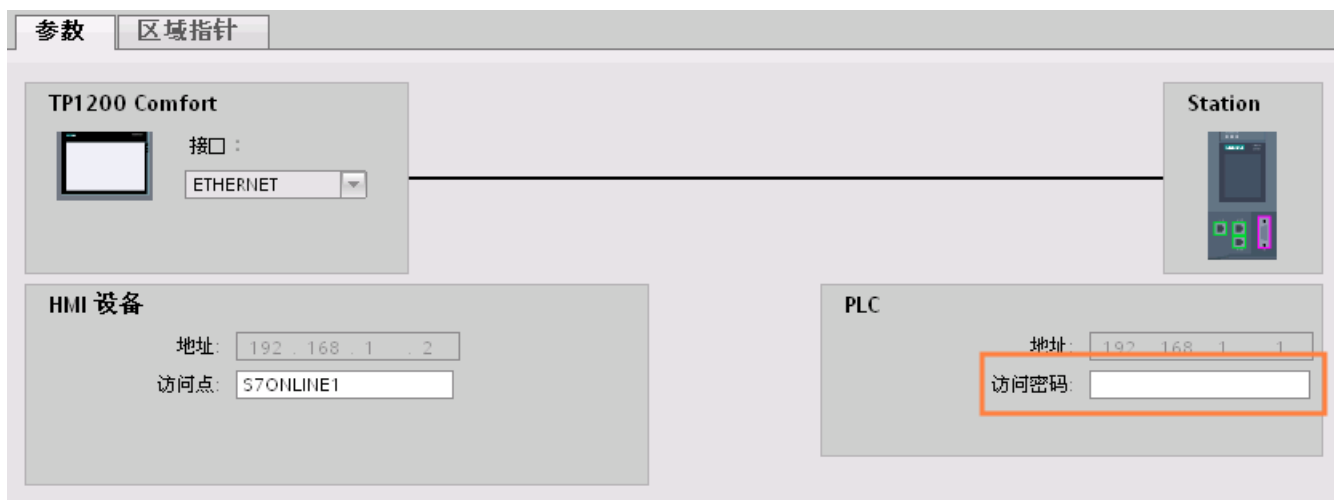 参数
区域指针
TP1200 Comfort
接口：
ETHERNET
Station
HMI 设备
地址: 192 . 168 . 1 . 2
访问点: S7ONLINE1
PLC
地址: 192 . 168 . 1 . 1
访问密码: